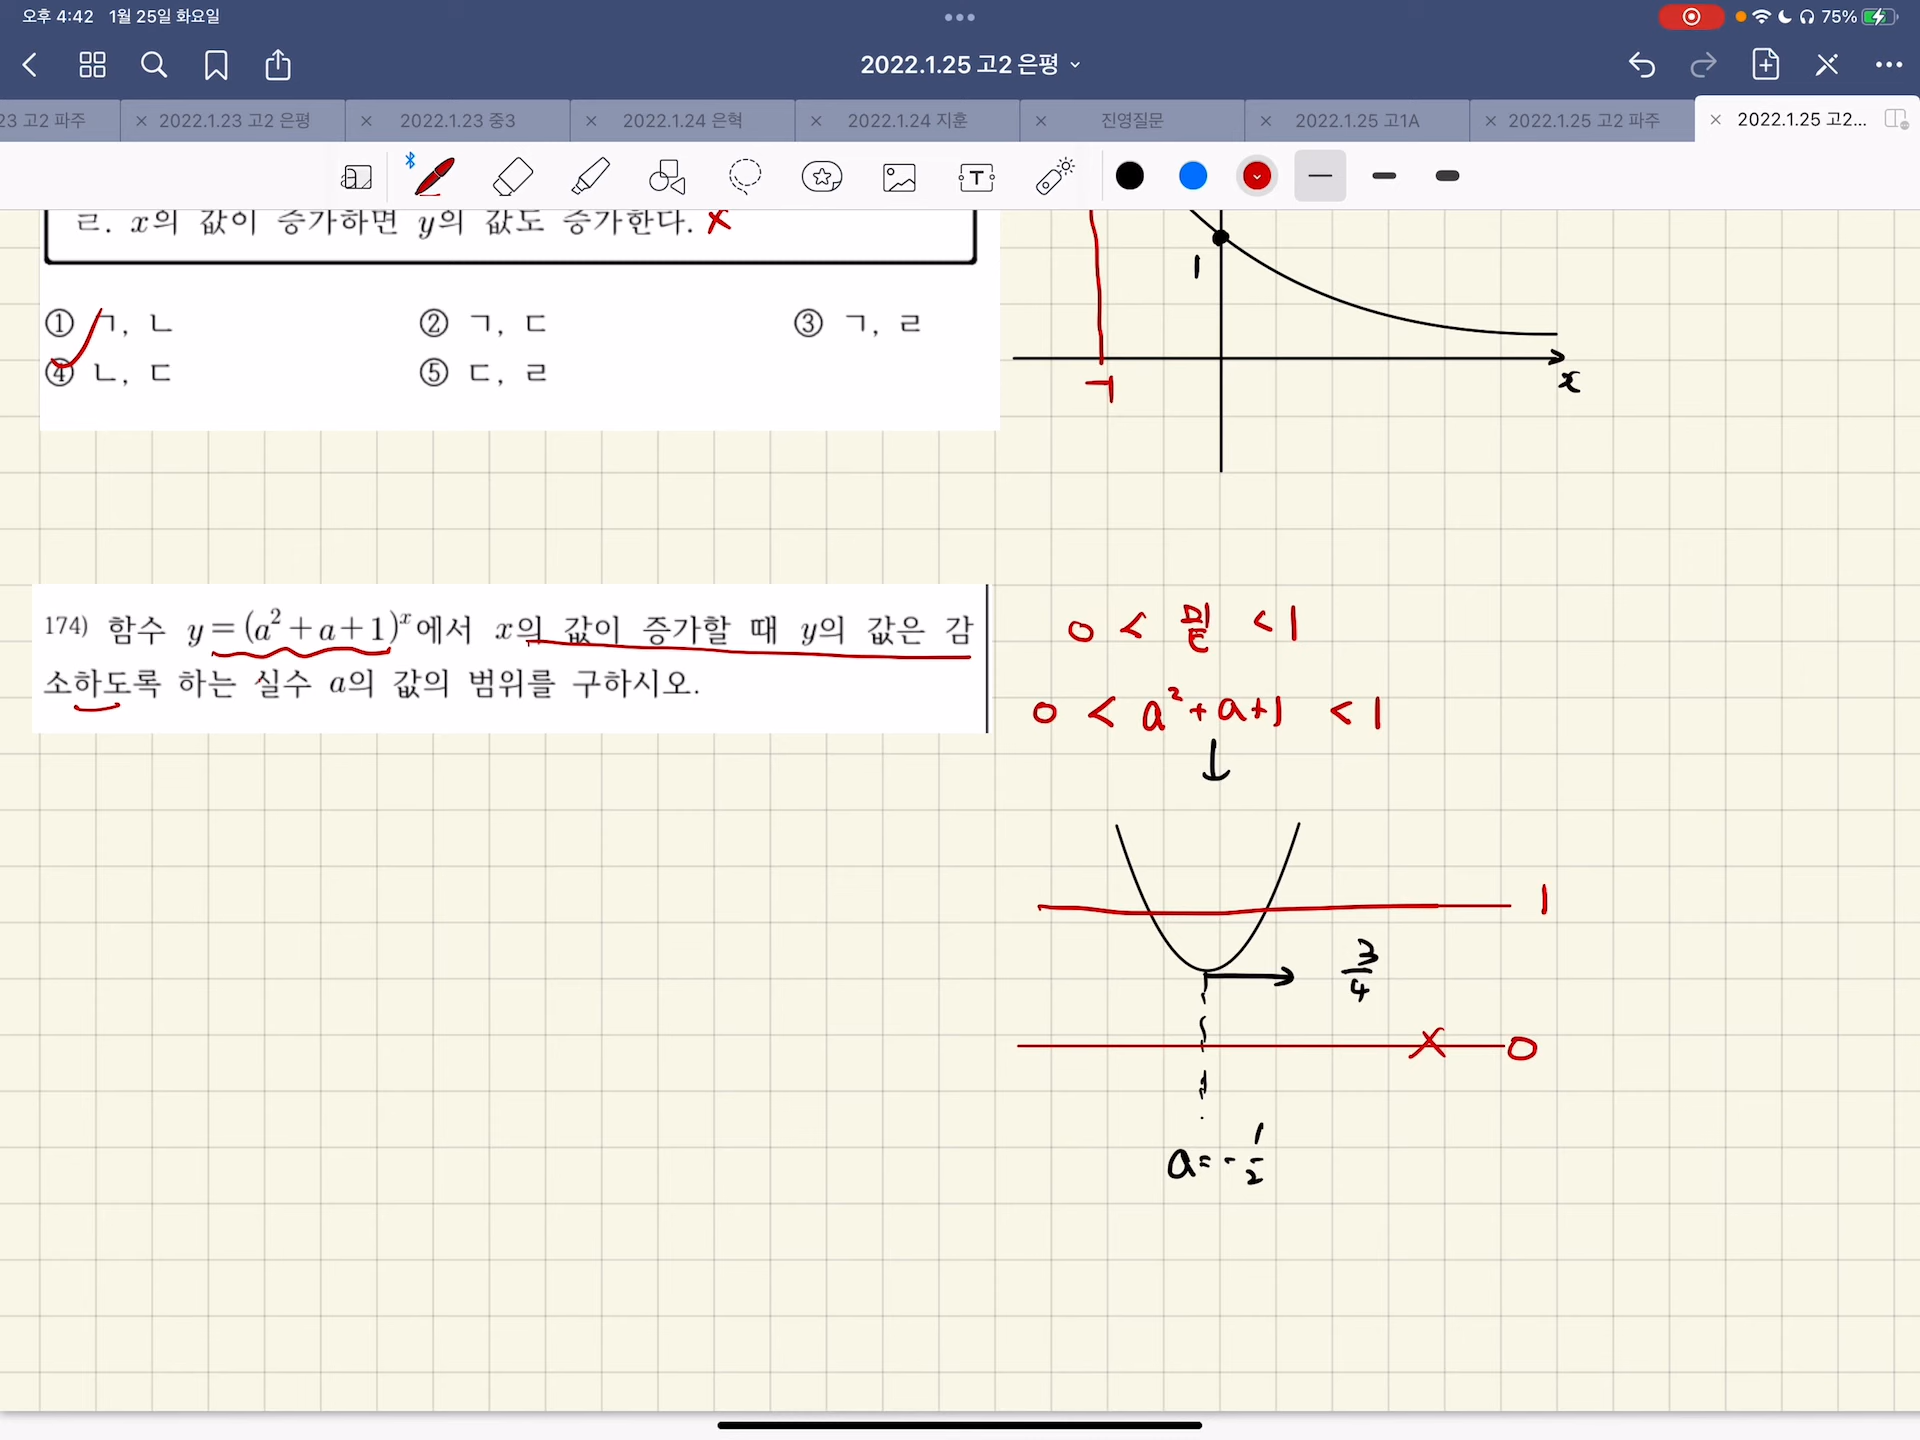 오후 4:42 1월 25일 화요일
75%
2022.1.25 고2 은평
23 고2 파주
2022.1.23 고2 은평
2022.1.23 중3
2022.1.24 은혁
2022.1.24 지훈
진영질문
2022.1.25 고1A
2022.1.25 고2 파주
2022.1.25 고2...
ㄹ. x의 값이 증가하면 y의 값도 증가한다. ×
① ㄱ, ㄴ ② ㄱ, ㄷ ③ ㄱ, ㄹ
④ ㄴ, ㄷ ⑤ ㄷ, ㄹ
1
-1
x
174) 함수 y=(a²+a+1)ˣ에서 x의 값이 증가할 때 y의 값은 감
소하도록 하는 실수 a의 값의 범위를 구하시오.
0 < 밑 < 1
0 < a²+a+1 < 1
1
3/4
× 0
a=-1/2